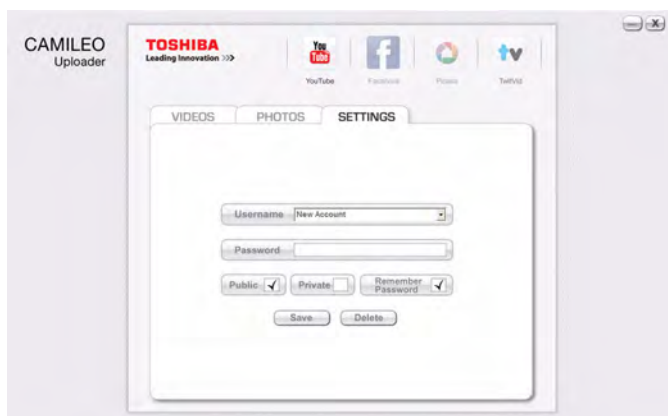 CAMILEO
Uploader
TOSHIBA
Leading Innovation >>>
You
Tube
f
tv
YouTube
Facebook
Picasa
TwitVid
VIDEOS
PHOTOS
SETTINGS
Username
New Account
Password
Public
Private
Remember
Password
Save
Delete